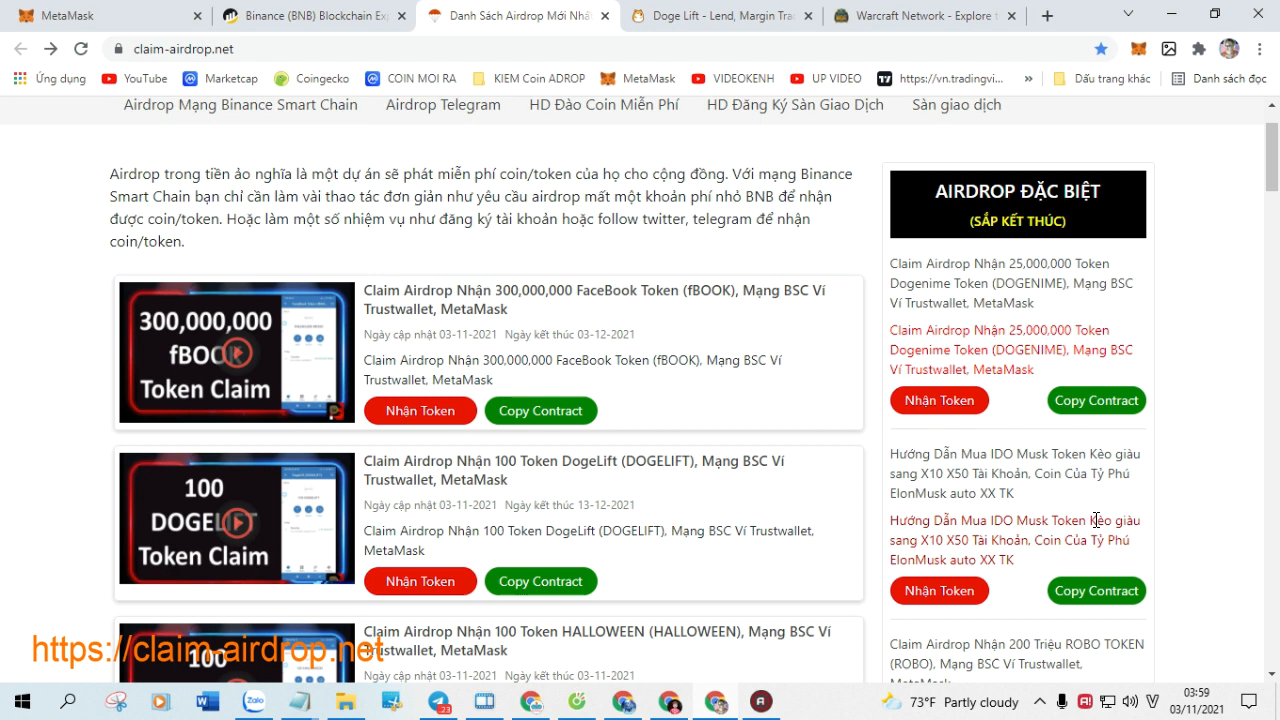 MetaMask
Binance (BNB) Blockchain Ex
Danh Sách Airdrop Mới Nhấ
Doge Lift - Lend, Margin Tra
Warcraft Network - Explore t
claim-airdrop.net
Ứng dụng
YouTube
Marketcap
Coingecko
COIN MOI RA
KIEM Coin ADROP
MetaMask
VIDEOKENH
UP VIDEO
https://vn.tradingvi...
»
Dấu trang khác
Danh sách đọc
Airdrop Mạng Binance Smart Chain
Airdrop Telegram
HD Đào Coin Miễn Phí
HD Đăng Ký Sàn Giao Dịch
Sàn giao dịch
Airdrop trong tiền ảo nghĩa là một dự án sẽ phát miễn phí coin/token của họ cho cộng đồng. Với mạng Binance
Smart Chain bạn chỉ cần làm vài thao tác đơn giản như yêu cầu airdrop mất một khoản phí nhỏ BNB để nhận
được coin/token. Hoặc làm một số nhiệm vụ như đăng ký tài khoản hoặc follow twitter, telegram để nhận
coin/token.
300,000,000
fBOOK
Token Claim
Claim Airdrop Nhận 300,000,000 FaceBook Token (fBOOK), Mạng BSC Ví
Trustwallet, MetaMask
Ngày cập nhật 03-11-2021 Ngày kết thúc 03-12-2021
Claim Airdrop Nhận 300,000,000 FaceBook Token (fBOOK), Mạng BSC Ví
Trustwallet, MetaMask
Nhận Token
Copy Contract
100
DOGELIFT
Token Claim
Claim Airdrop Nhận 100 Token DogeLift (DOGELIFT), Mạng BSC Ví
Trustwallet, MetaMask
Ngày cập nhật 03-11-2021 Ngày kết thúc 13-12-2021
Claim Airdrop Nhận 100 Token DogeLift (DOGELIFT), Mạng BSC Ví Trustwallet,
MetaMask
Nhận Token
Copy Contract
100
Claim Airdrop Nhận 100 Token HALLOWEEN (HALLOWEEN), Mạng BSC Ví
Trustwallet, MetaMask
Ngày cập nhật 03-11-2021 Ngày kết thúc 03-11-2021
AIRDROP ĐẶC BIỆT
(SẮP KẾT THÚC)
Claim Airdrop Nhận 25,000,000 Token
Dogenime Token (DOGENIME), Mạng BSC
Ví Trustwallet, MetaMask
Claim Airdrop Nhận 25,000,000 Token
Dogenime Token (DOGENIME), Mạng BSC
Ví Trustwallet, MetaMask
Nhận Token
Copy Contract
Hướng Dẫn Mua IDO Musk Token Kèo giàu
sang X10 X50 Tài Khoản, Coin Của Tỷ Phú
ElonMusk auto XX TK
Hướng Dẫn Mua IDO Musk Token Kèo giàu
sang X10 X50 Tài Khoản, Coin Của Tỷ Phú
ElonMusk auto XX TK
Nhận Token
Copy Contract
Claim Airdrop Nhận 200 Triệu ROBO TOKEN
(ROBO), Mạng BSC Ví Trustwallet,
MetaMask
https://claim-airdrop.net
Zalo
23
73°F Partly cloudy
03:59
03/11/2021